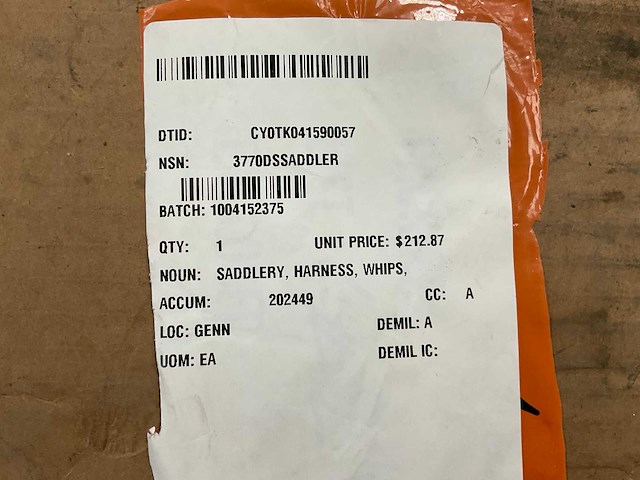 DTID: CY0TK041590057
NSN: 3770DSSADDLER
BATCH: 1004152375
QTY: 1 UNIT PRICE: $212.87
NOUN: SADDLERY, HARNESS, WHIPS,
ACCUM: 202449 CC: A
LOC: GENN DEMIL: A
UOM: EA DEMIL IC: